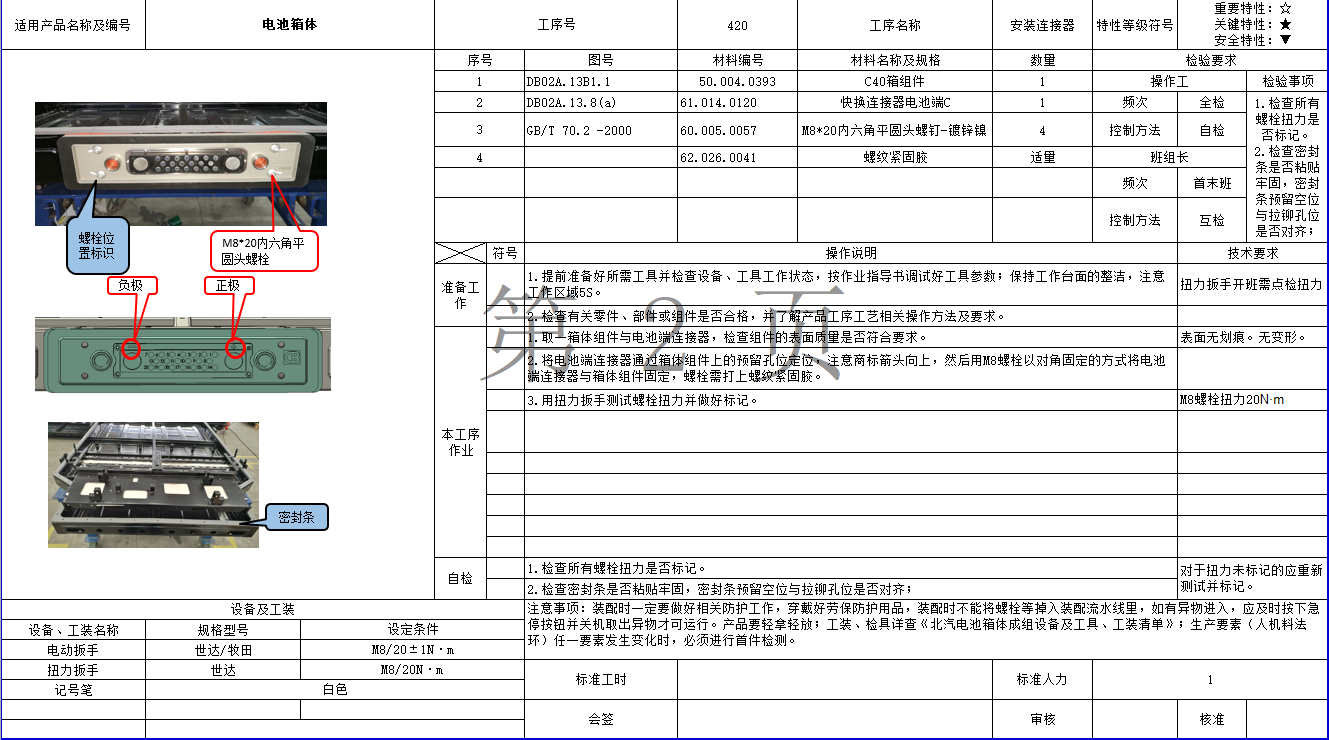 适用产品名称及编号 电池箱体 工序号 420 工序名称 安装连接器 特性等级符号 重要特性：☆
关键特性：★
安全特性：▼
序号 图号 材料编号 材料名称及规格 数量 检验要求
1 DB02A.13B1.1 50.004.0393 C40箱组件 1 操作工 检验事项
2 DB02A.13.8(a) 61.014.0120 快换连接器电池端C 1 频次 全检
3 GB/T 70.2 -2000 60.005.0057 M8*20内六角平圆头螺钉-镀锌镍 4 控制方法 自检
4 62.026.0041 螺纹紧固胶 适量 班组长
频次 首末班
控制方法 互检
1.检查所有
螺栓扭力是
否标记。
2.检查密封
条是否粘贴
牢固，密封
条预留空位
与拉铆孔位
是否对齐；
螺栓位
置标识
M8*20内六角平
圆头螺栓
负极 正极
密封条
符号 操作说明 技术要求
准备工
作
1.提前准备好所需工具并检查设备、工具工作状态，按作业指导书调试好工具参数；保持工作台面的整洁，注意
工作区域5S。
扭力扳手开班需点检扭力
2.检查有关零件、部件或组件是否合格，并了解产品工序工艺相关操作方法及要求。
第 2 页
本工序
作业
1.取一箱体组件与电池端连接器，检查组件的表面质量是否符合要求。 表面无划痕。无变形。
2.将电池端连接器通过箱体组件上的预留孔位定位，注意商标箭头向上，然后用M8螺栓以对角固定的方式将电池
端连接器与箱体组件固定，螺栓需打上螺纹紧固胶。
3.用扭力扳手测试螺栓扭力并做好标记。 M8螺栓扭力20N·m
自检
1.检查所有螺栓扭力是否标记。
2.检查密封条是否粘贴牢固，密封条预留空位与拉铆孔位是否对齐；
对于扭力未标记的应重新
测试并标记。
设备及工装
设备、工装名称 规格型号 设定条件
电动扳手 世达/牧田 M8/20±1N·m
扭力扳手 世达 M8/20N·m
记号笔 白色
注意事项：装配时一定要做好相关防护工作，穿戴好劳保防护用品，装配时不能将螺栓等掉入装配流水线里，如有异物进入，应及时按下急
停按钮并关机取出异物才可运行。产品要轻拿轻放；工装、检具详查《北汽电池箱体成组设备及工具、工装清单》；生产要素（人机料法
环）任一要素发生变化时，必须进行首件检测。
标准工时 标准人力 1
会签 审核 核准